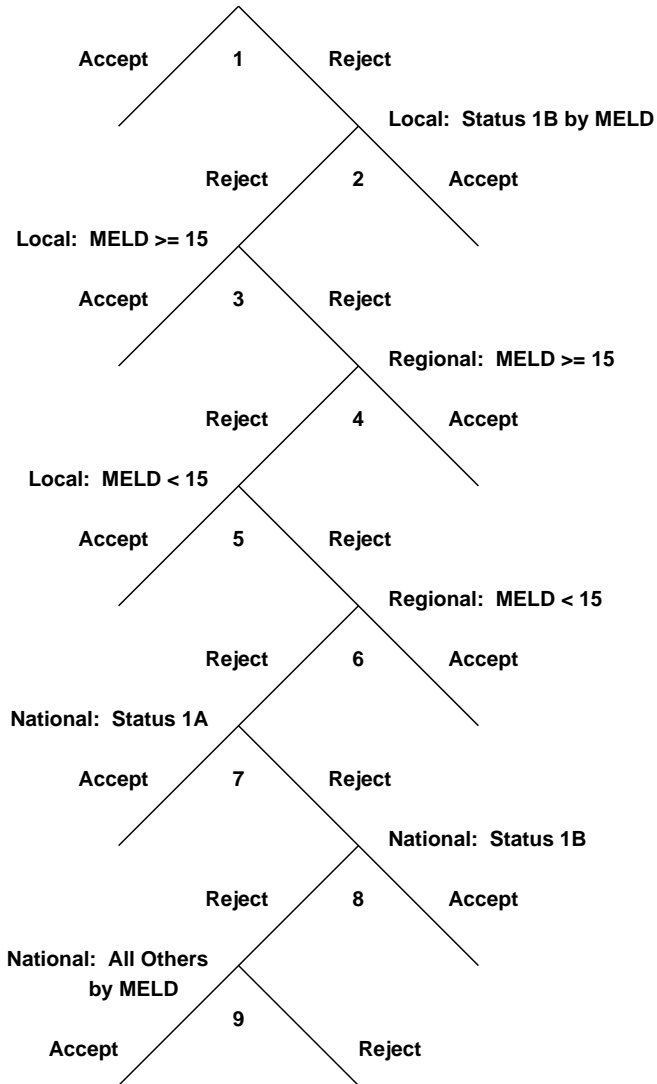 Accept 1 Reject
Local: Status 1B by MELD
Reject 2 Accept
Local: MELD >= 15
Accept 3 Reject
Regional: MELD >= 15
Reject 4 Accept
Local: MELD < 15
Accept 5 Reject
Regional: MELD < 15
Reject 6 Accept
National: Status 1A
Accept 7 Reject
National: Status 1B
Reject 8 Accept
National: All Others
by MELD
9
Accept Reject